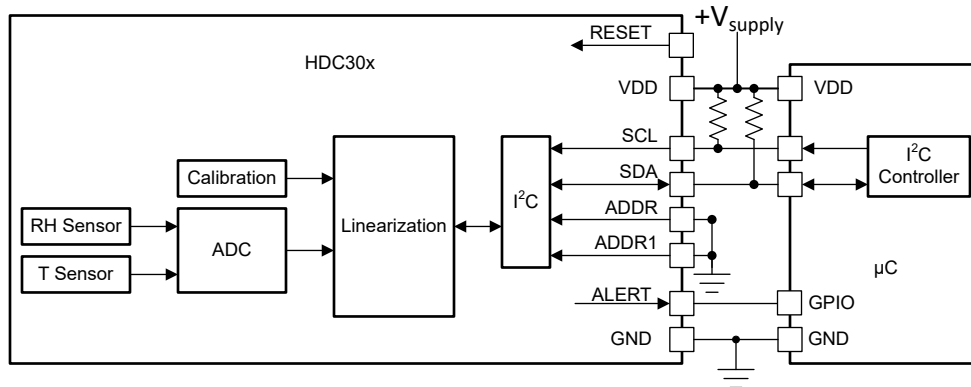 +Vsupply
RESET
HDC30x
VDD
VDD
SCL
I²C
Controller
SDA
Calibration
I²C
Linearization
ADDR
RH Sensor
ADC
ADDR1
T Sensor
µC
ALERT
GPIO
GND
GND